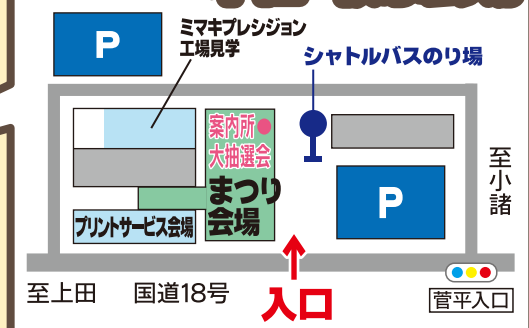 ミマキプレシジョン
工場見学
P
シャトルバスのり場
案内所
大抽選会
まつり
会場
プリントサービス会場
P
至小諸
入口
至上田
国道18号
菅平入口